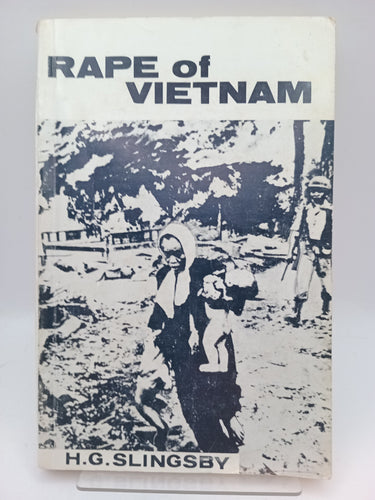 RAPE of
VIETNAM
H.G. SLINGSBY